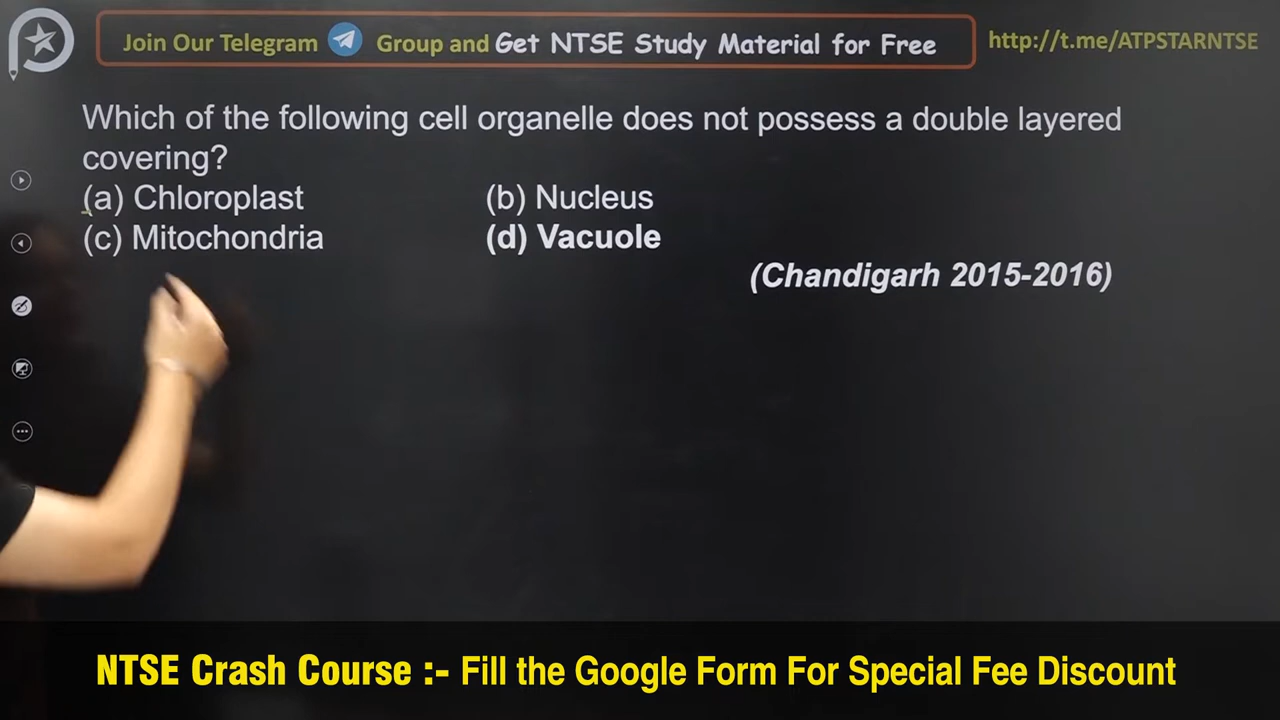 Join Our Telegram Group and Get NTSE Study Material for Free http://t.me/ATPSTARNTSE
Which of the following cell organelle does not possess a double layered
covering?
(a) Chloroplast (b) Nucleus
(c) Mitochondria (d) Vacuole
(Chandigarh 2015-2016)
NTSE Crash Course :- Fill the Google Form For Special Fee Discount